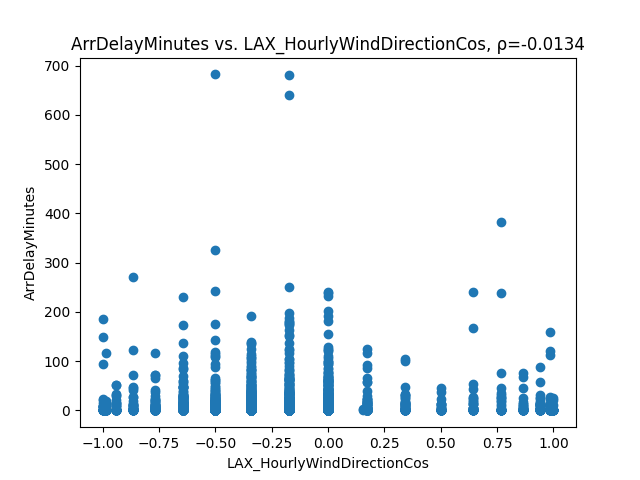 ArrDelayMinutes vs. LAX_HourlyWindDirectionCos, ρ=-0.0134
700
600
500
400
300
200
100
0
ArrDelayMinutes
−1.00 −0.75 −0.50 −0.25 0.00 0.25 0.50 0.75 1.00
LAX_HourlyWindDirectionCos